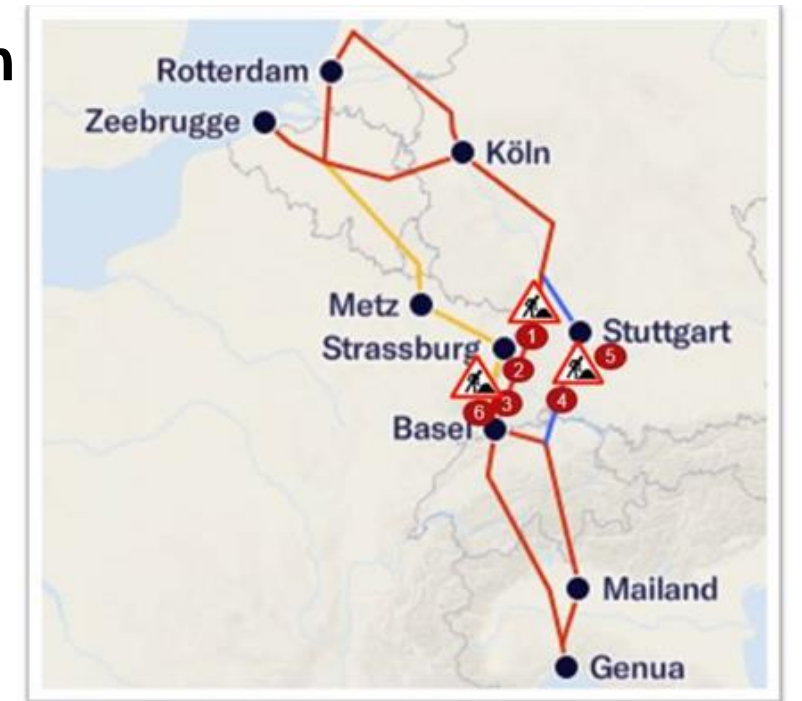 n
Rotterdam
Zeebrugge
Köln
Metz
1
Stuttgart
Strassburg
5
2
4
3
6
Basel
Mailand
Genua